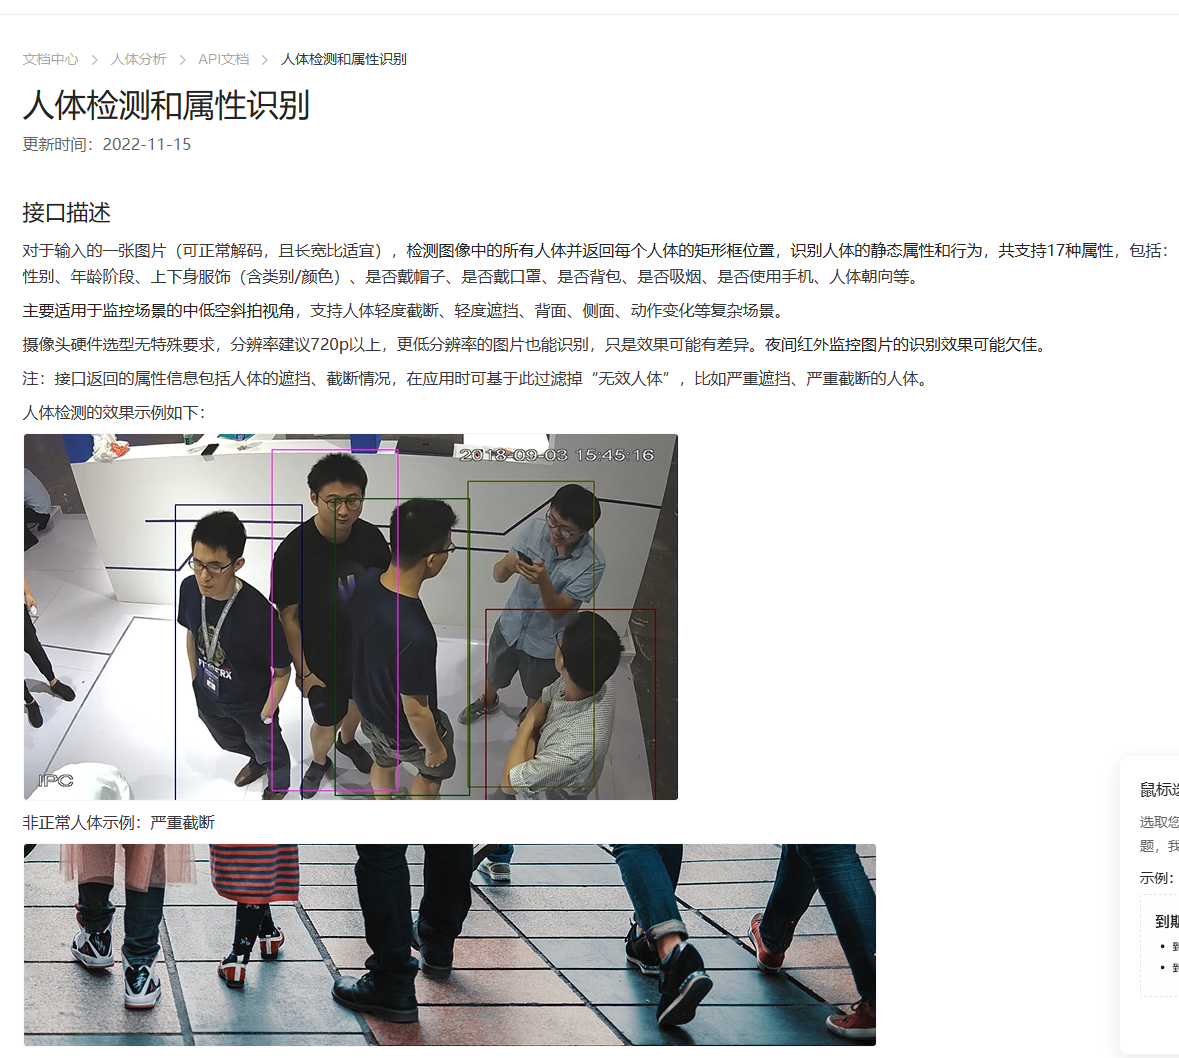 文档中心 > 人体分析 > API文档 > 人体检测和属性识别
人体检测和属性识别
更新时间：2022-11-15
接口描述
对于输入的一张图片（可正常解码，且长宽比适宜），检测图像中的所有人体并返回每个人体的矩形框位置，识别人体的静态属性和行为，共支持17种属性，包括：
性别、年龄阶段、上下身服饰（含类别/颜色）、是否戴帽子、是否戴口罩、是否背包、是否吸烟、是否使用手机、人体朝向等。
主要适用于监控场景的中低空斜拍视角，支持人体轻度截断、轻度遮挡、背面、侧面、动作变化等复杂场景。
摄像头硬件选型无特殊要求，分辨率建议720p以上，更低分辨率的图片也能识别，只是效果可能有差异。夜间红外监控图片的识别效果可能欠佳。
注：接口返回的属性信息包括人体的遮挡、截断情况，在应用时可基于此过滤掉“无效人体”，比如严重遮挡、严重截断的人体。
人体检测的效果示例如下：
2018-09-03 15:45:16
IPC
非正常人体示例：严重截断
鼠标
选取您
题，我
示例：
到期